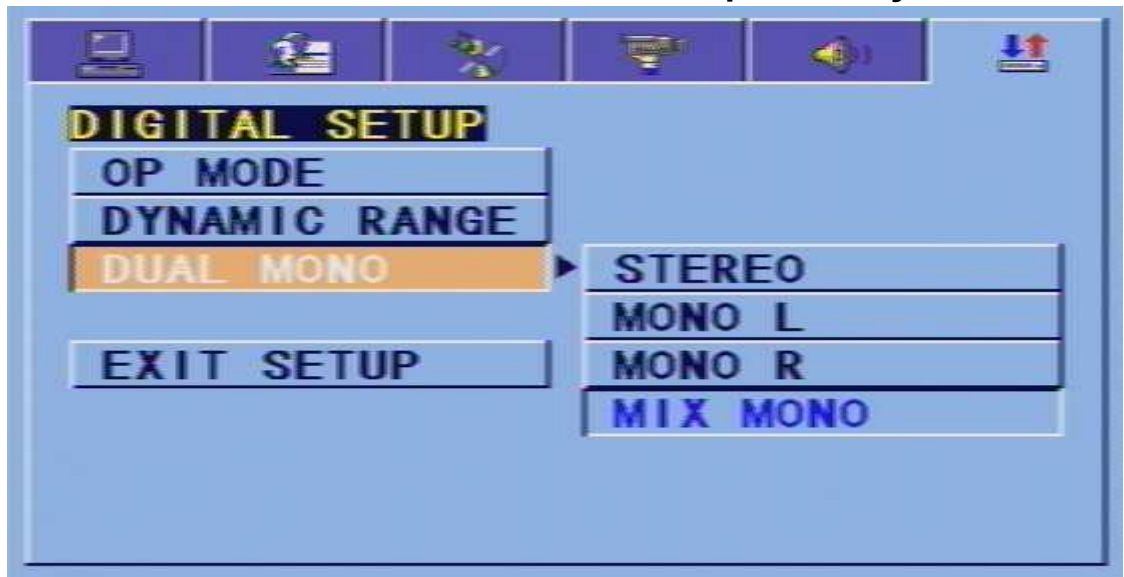 DIGITAL SETUP
OP MODE
DYNAMIC RANGE
DUAL MONO
STEREO
MONO L
EXIT SETUP
MONO R
MIX MONO